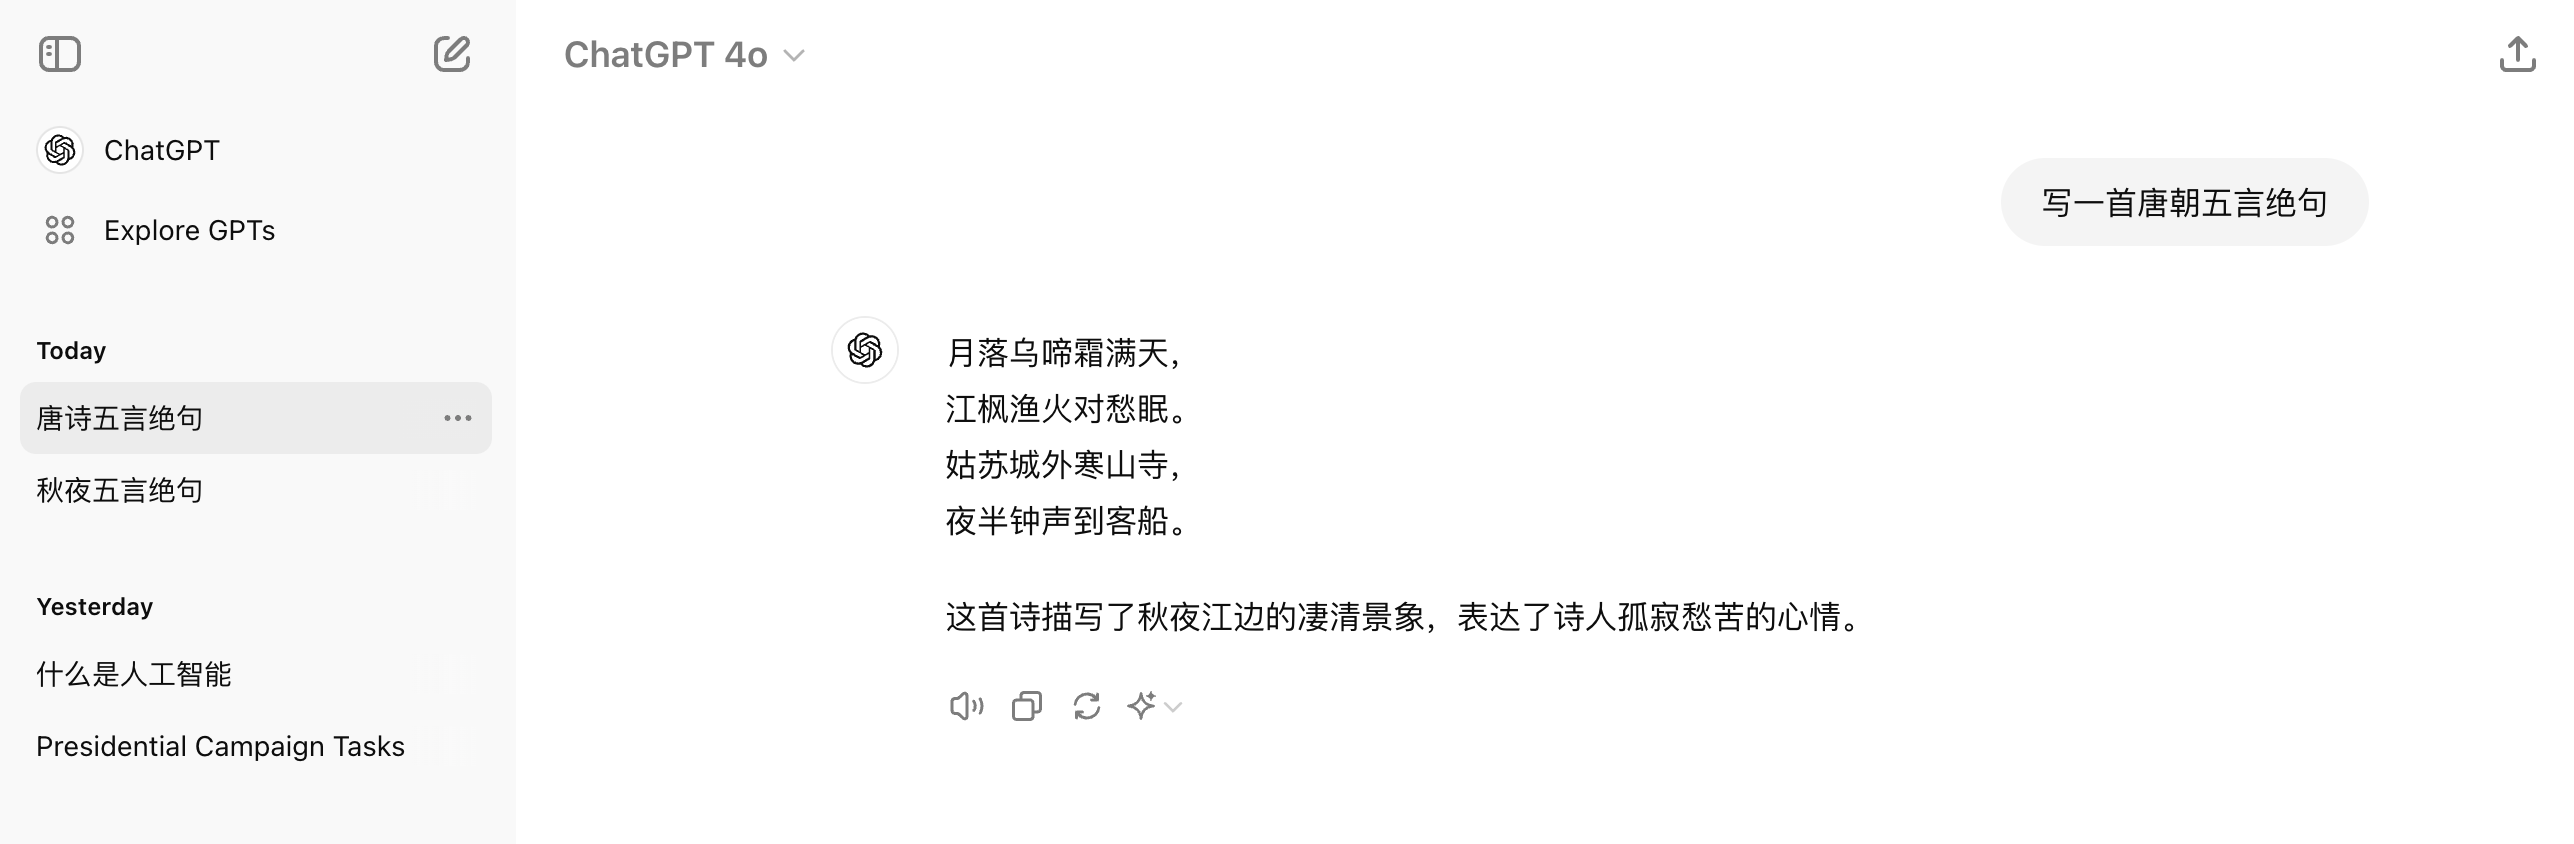 ChatGPT 4o
ChatGPT
Explore GPTs
Today
唐诗五言绝句
秋夜五言绝句
Yesterday
什么是人工智能
Presidential Campaign Tasks
写一首唐朝五言绝句
月落乌啼霜满天，
江枫渔火对愁眠。
姑苏城外寒山寺，
夜半钟声到客船。
这首诗描写了秋夜江边的凄清景象，表达了诗人孤寂愁苦的心情。